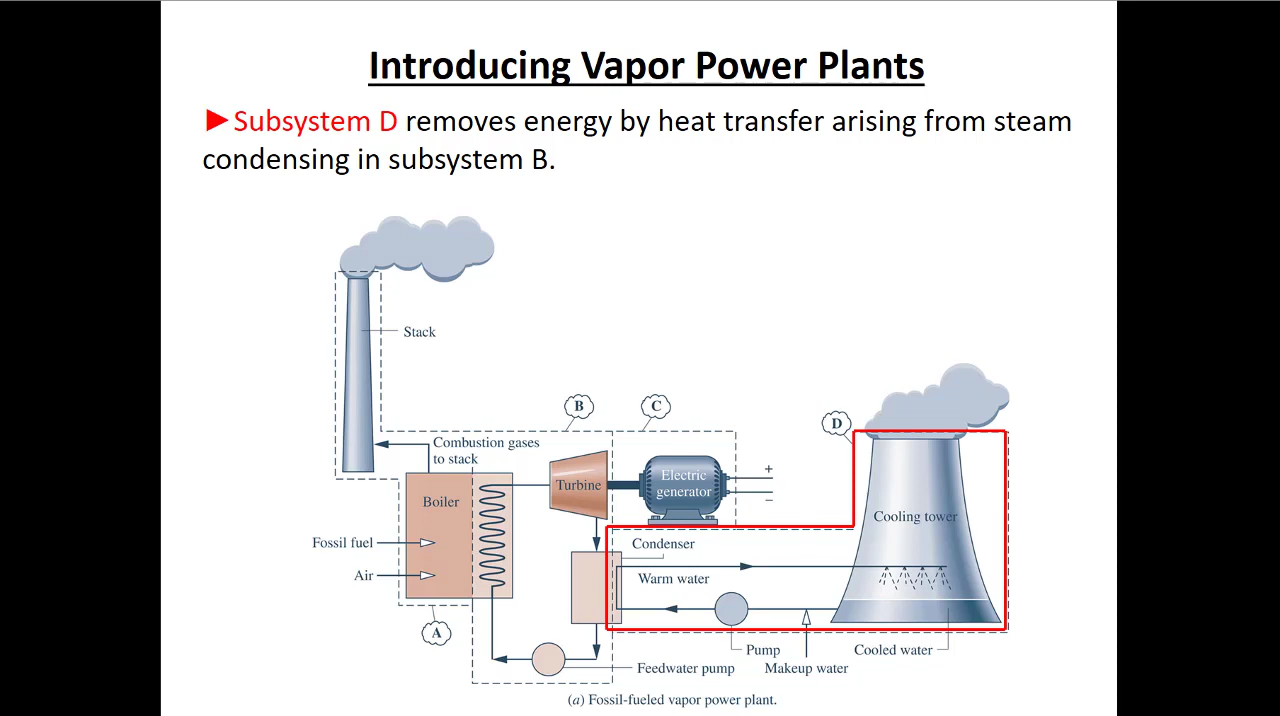 Introducing Vapor Power Plants
►Subsystem D removes energy by heat transfer arising from steam
condensing in subsystem B.
Stack
B
C
D
Combustion gases
to stack
Boiler
Turbine
Electric
generator
+
–
Cooling tower
Fossil fuel
Air
Condenser
Warm water
A
Pump
Makeup water
Cooled water
Feedwater pump
(a) Fossil-fueled vapor power plant.